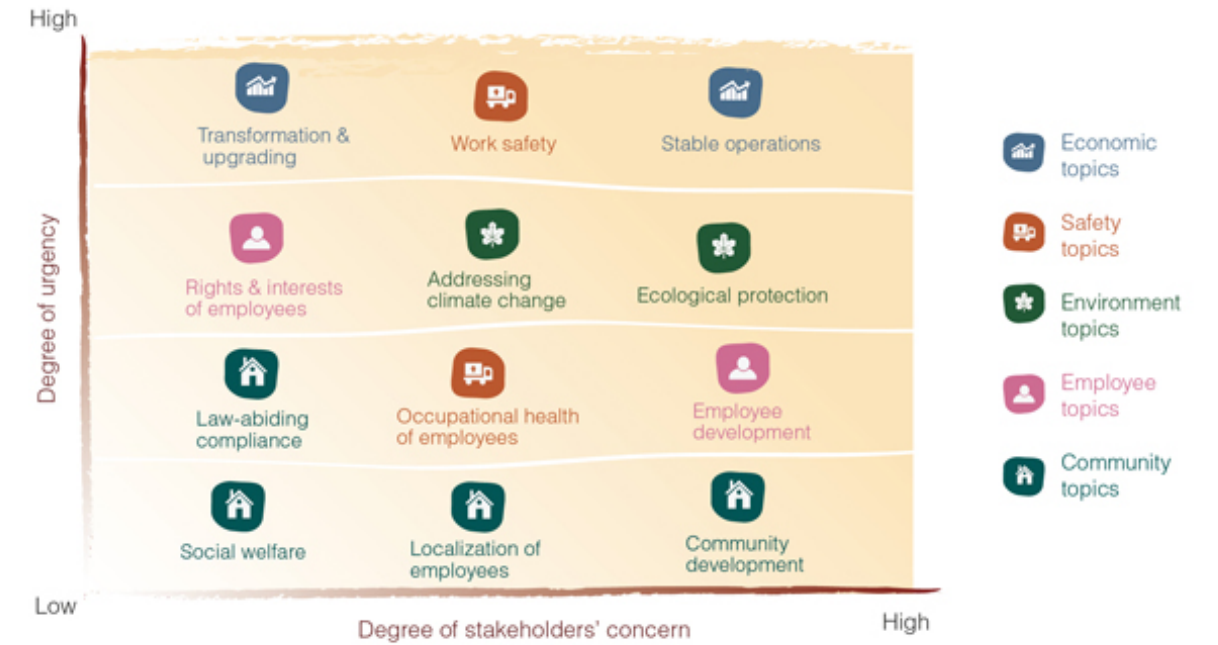 High
Transformation &
upgrading
Work safety
Stable operations
Rights & interests
of employees
Addressing
climate change
Ecological protection
Law-abiding
compliance
Occupational health
of employees
Employee
development
Social welfare
Localization of
employees
Community
development
Degree of urgency
Low
Degree of stakeholders' concern
High
Economic
topics
Safety
topics
Environment
topics
Employee
topics
Community
topics